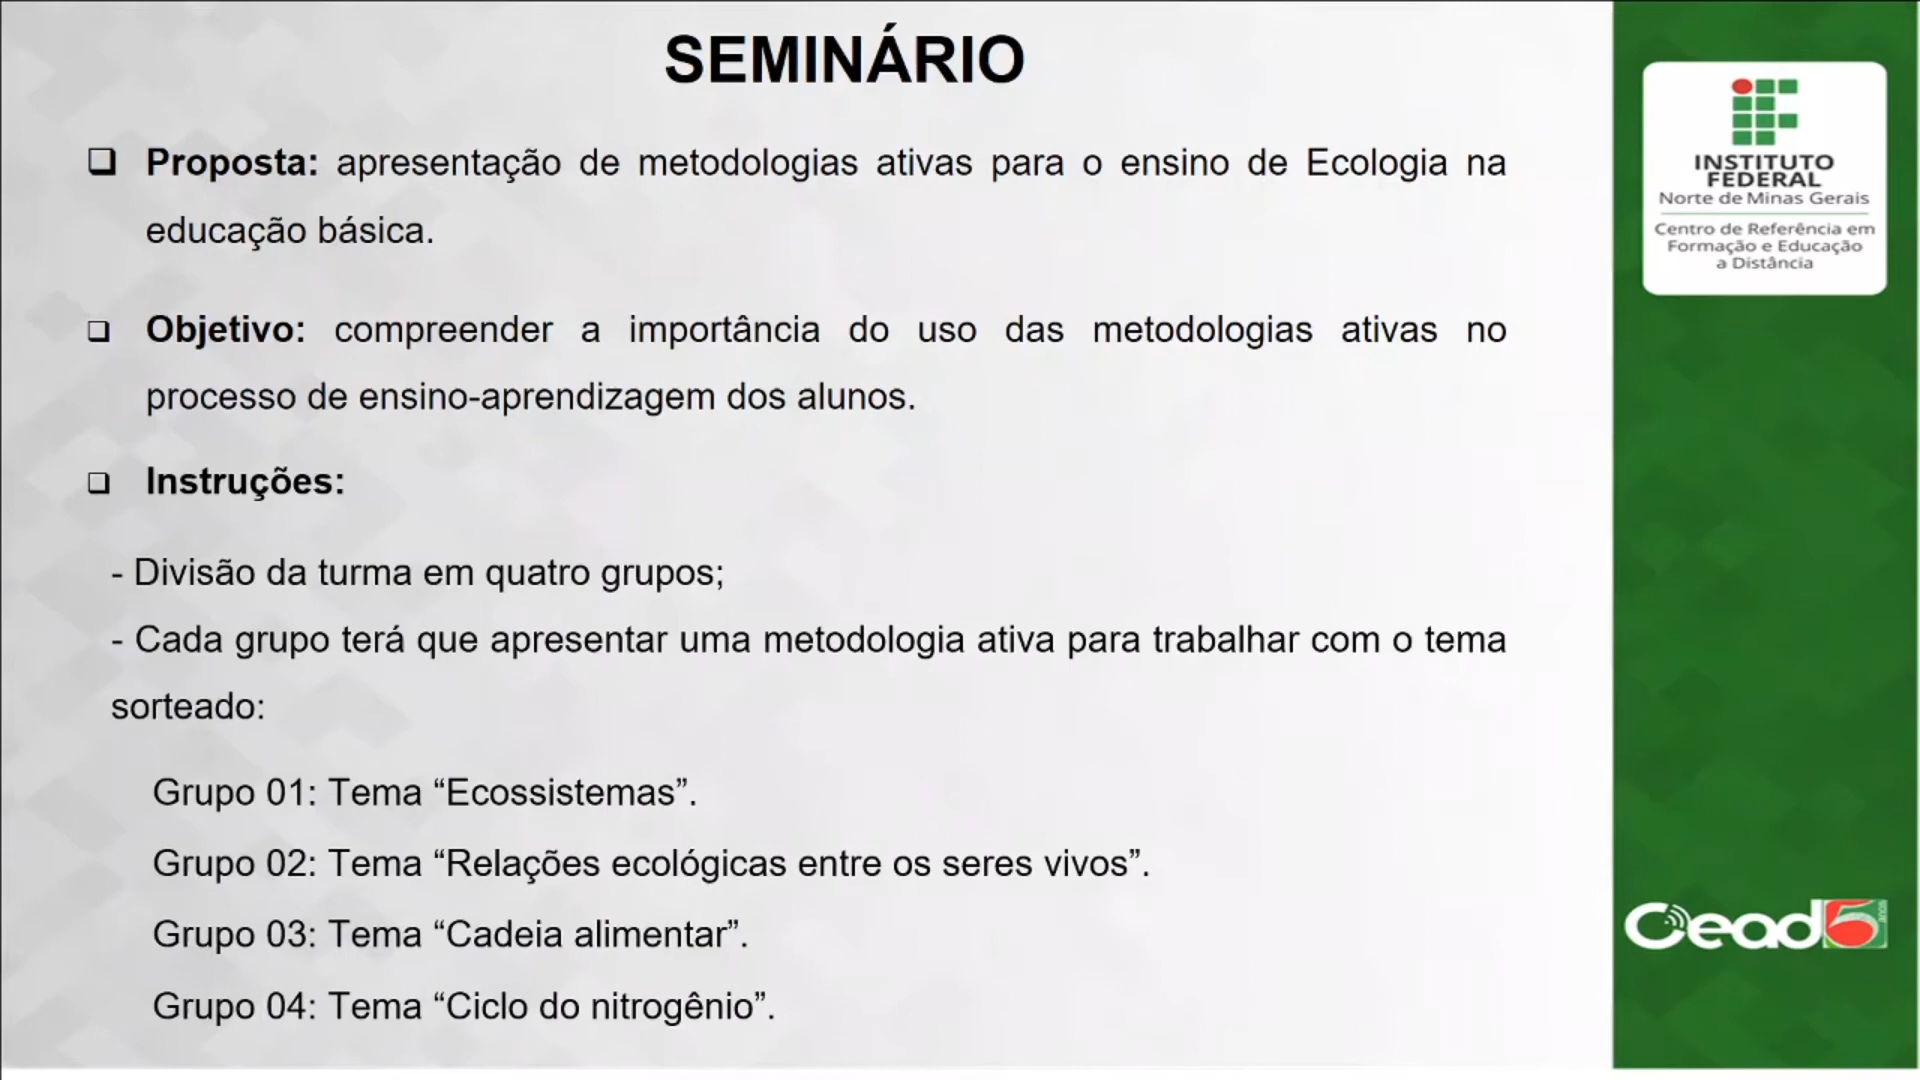 SEMINÁRIO
❑ Proposta: apresentação de metodologias ativas para o ensino de Ecologia na
educação básica.
❑ Objetivo: compreender a importância do uso das metodologias ativas no
processo de ensino-aprendizagem dos alunos.
❑ Instruções:
- Divisão da turma em quatro grupos;
- Cada grupo terá que apresentar uma metodologia ativa para trabalhar com o tema
sorteado:
Grupo 01: Tema “Ecossistemas”.
Grupo 02: Tema “Relações ecológicas entre os seres vivos”.
Grupo 03: Tema “Cadeia alimentar”.
Grupo 04: Tema “Ciclo do nitrogênio”.
INSTITUTO
FEDERAL
Norte de Minas Gerais
Centro de Referência em
Formação e Educação
a Distância
Cead 5 anos